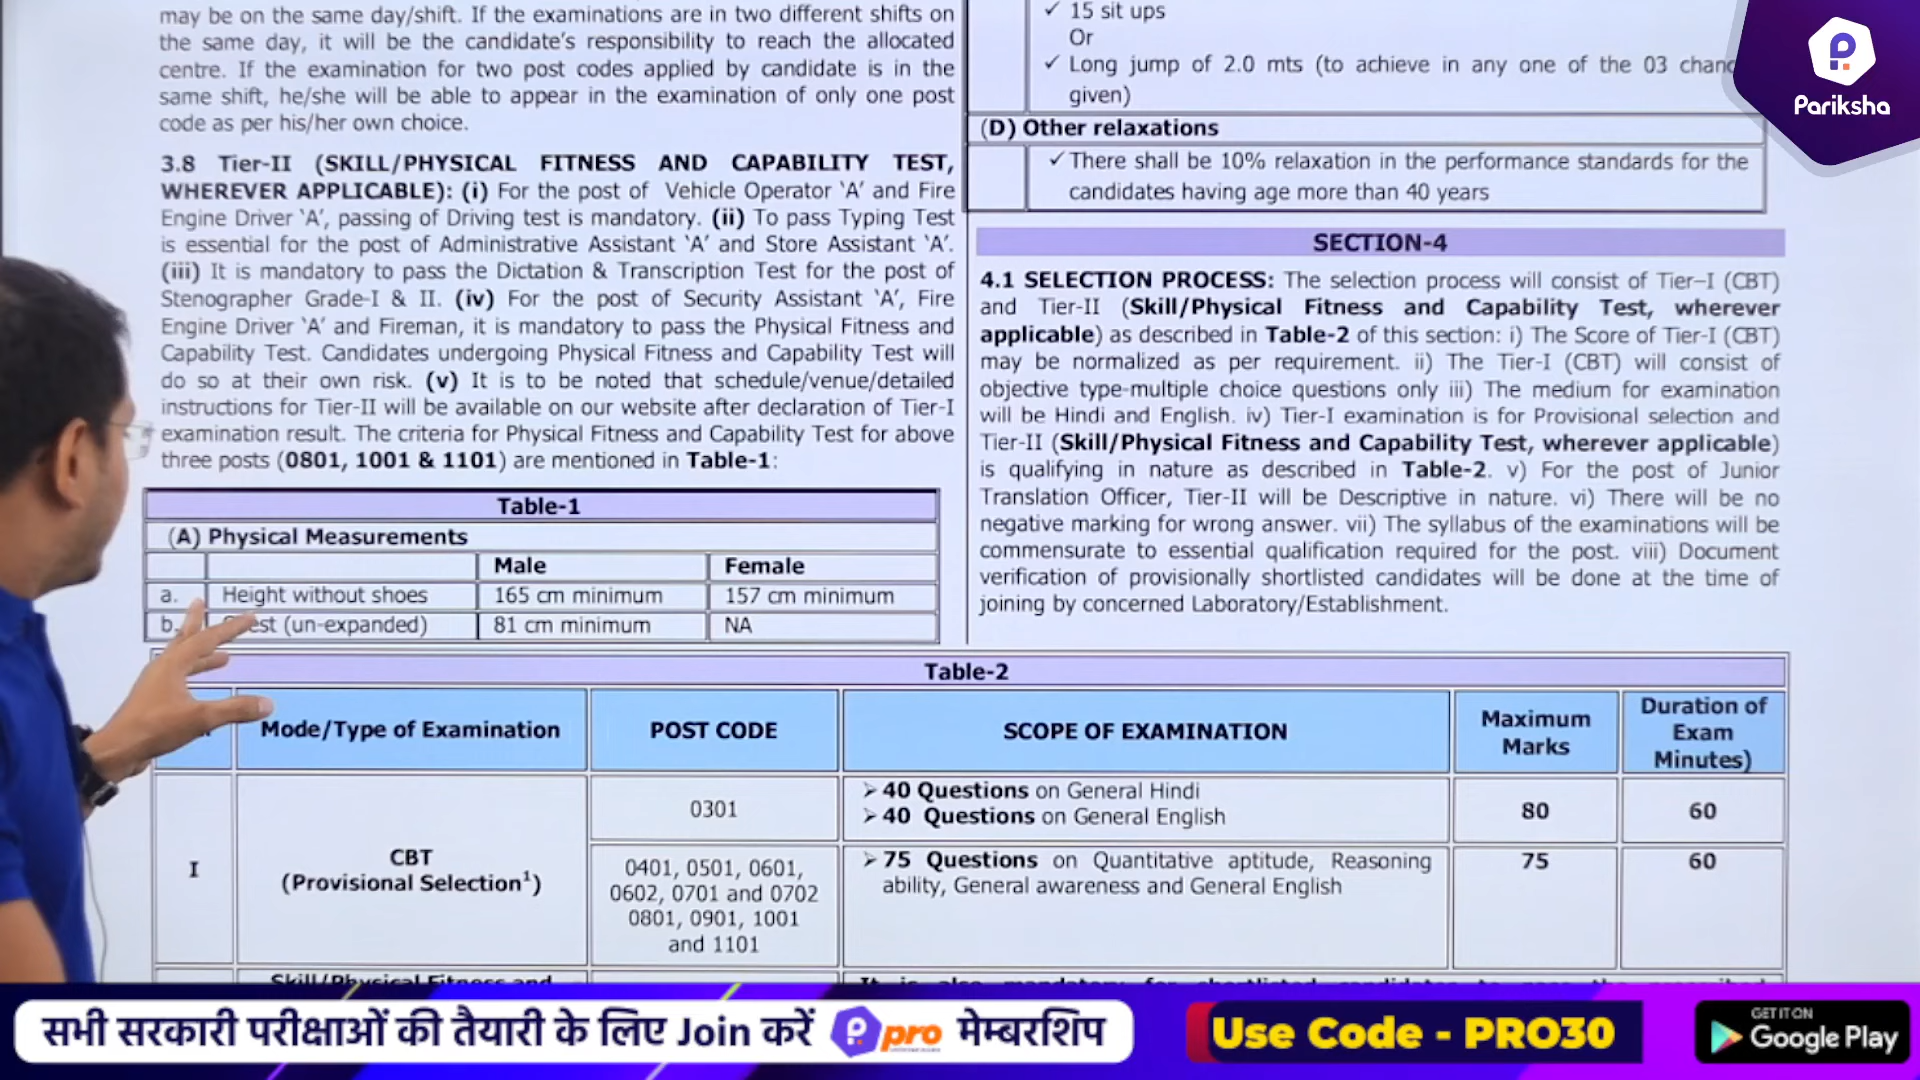 may be on the same day/shift. If the examinations are in two different shifts on
the same day, it will be the candidate's responsibility to reach the allocated
centre. If the examination for two post codes applied by candidate is in the
same shift, he/she will be able to appear in the examination of only one post
code as per his/her own choice.
3.8 Tier-II (SKILL/PHYSICAL FITNESS AND CAPABILITY TEST,
WHEREVER APPLICABLE): (i) For the post of Vehicle Operator 'A' and Fire
Engine Driver 'A', passing of Driving test is mandatory. (ii) To pass Typing Test
is essential for the post of Administrative Assistant 'A' and Store Assistant 'A'.
(iii) It is mandatory to pass the Dictation & Transcription Test for the post of
Stenographer Grade-I & II. (iv) For the post of Security Assistant 'A', Fire
Engine Driver 'A' and Fireman, it is mandatory to pass the Physical Fitness and
Capability Test. Candidates undergoing Physical Fitness and Capability Test will
do so at their own risk. (v) It is to be noted that schedule/venue/detailed
instructions for Tier-II will be available on our website after declaration of Tier-I
examination result. The criteria for Physical Fitness and Capability Test for above
three posts (0801, 1001 & 1101) are mentioned in Table-1:
Table-1
(A) Physical Measurements
Male Female
a. Height without shoes 165 cm minimum 157 cm minimum
b. (un-expanded) 81 cm minimum NA
✓ 15 sit ups
Or
✓ Long jump of 2.0 mts (to achieve in any one of the 03
given)
(D) Other relaxations
✓ There shall be 10% relaxation in the performance standards for the
candidates having age more than 40 years
SECTION-4
4.1 SELECTION PROCESS: The selection process will consist of Tier–I (CBT)
and Tier-II (Skill/Physical Fitness and Capability Test, wherever
applicable) as described in Table-2 of this section: i) The Score of Tier-I (CBT)
may be normalized as per requirement. ii) The Tier-I (CBT) will consist of
objective type-multiple choice questions only iii) The medium for examination
will be Hindi and English. iv) Tier-I examination is for Provisional selection and
Tier-II (Skill/Physical Fitness and Capability Test, wherever applicable)
is qualifying in nature as described in Table-2. v) For the post of Junior
Translation Officer, Tier-II will be Descriptive in nature. vi) There will be no
negative marking for wrong answer. vii) The syllabus of the examinations will be
commensurate to essential qualification required for the post. viii) Document
verification of provisionally shortlisted candidates will be done at the time of
joining by concerned Laboratory/Establishment.
Table-2
Mode/Type of Examination
POST CODE
SCOPE OF EXAMINATION
Maximum
Marks
Duration of
Exam
Minutes)
I
CBT
(Provisional Selection¹)
0301
➢ 40 Questions on General Hindi
➢ 40 Questions on General English
80
60
0401, 0501, 0601,
0602, 0701 and 0702
0801, 0901, 1001
and 1101
➢ 75 Questions on Quantitative aptitude, Reasoning
ability, General awareness and General English
75
60
Skill/Physical Fitness and
It is also mandatory for shortlisted candidates to pass the prescribed
Pariksha
सभी सरकारी परीक्षाओं की तैयारी के लिए Join करें pro मेम्बरशिप
Use Code - PRO30
GET IT ON
Google Play